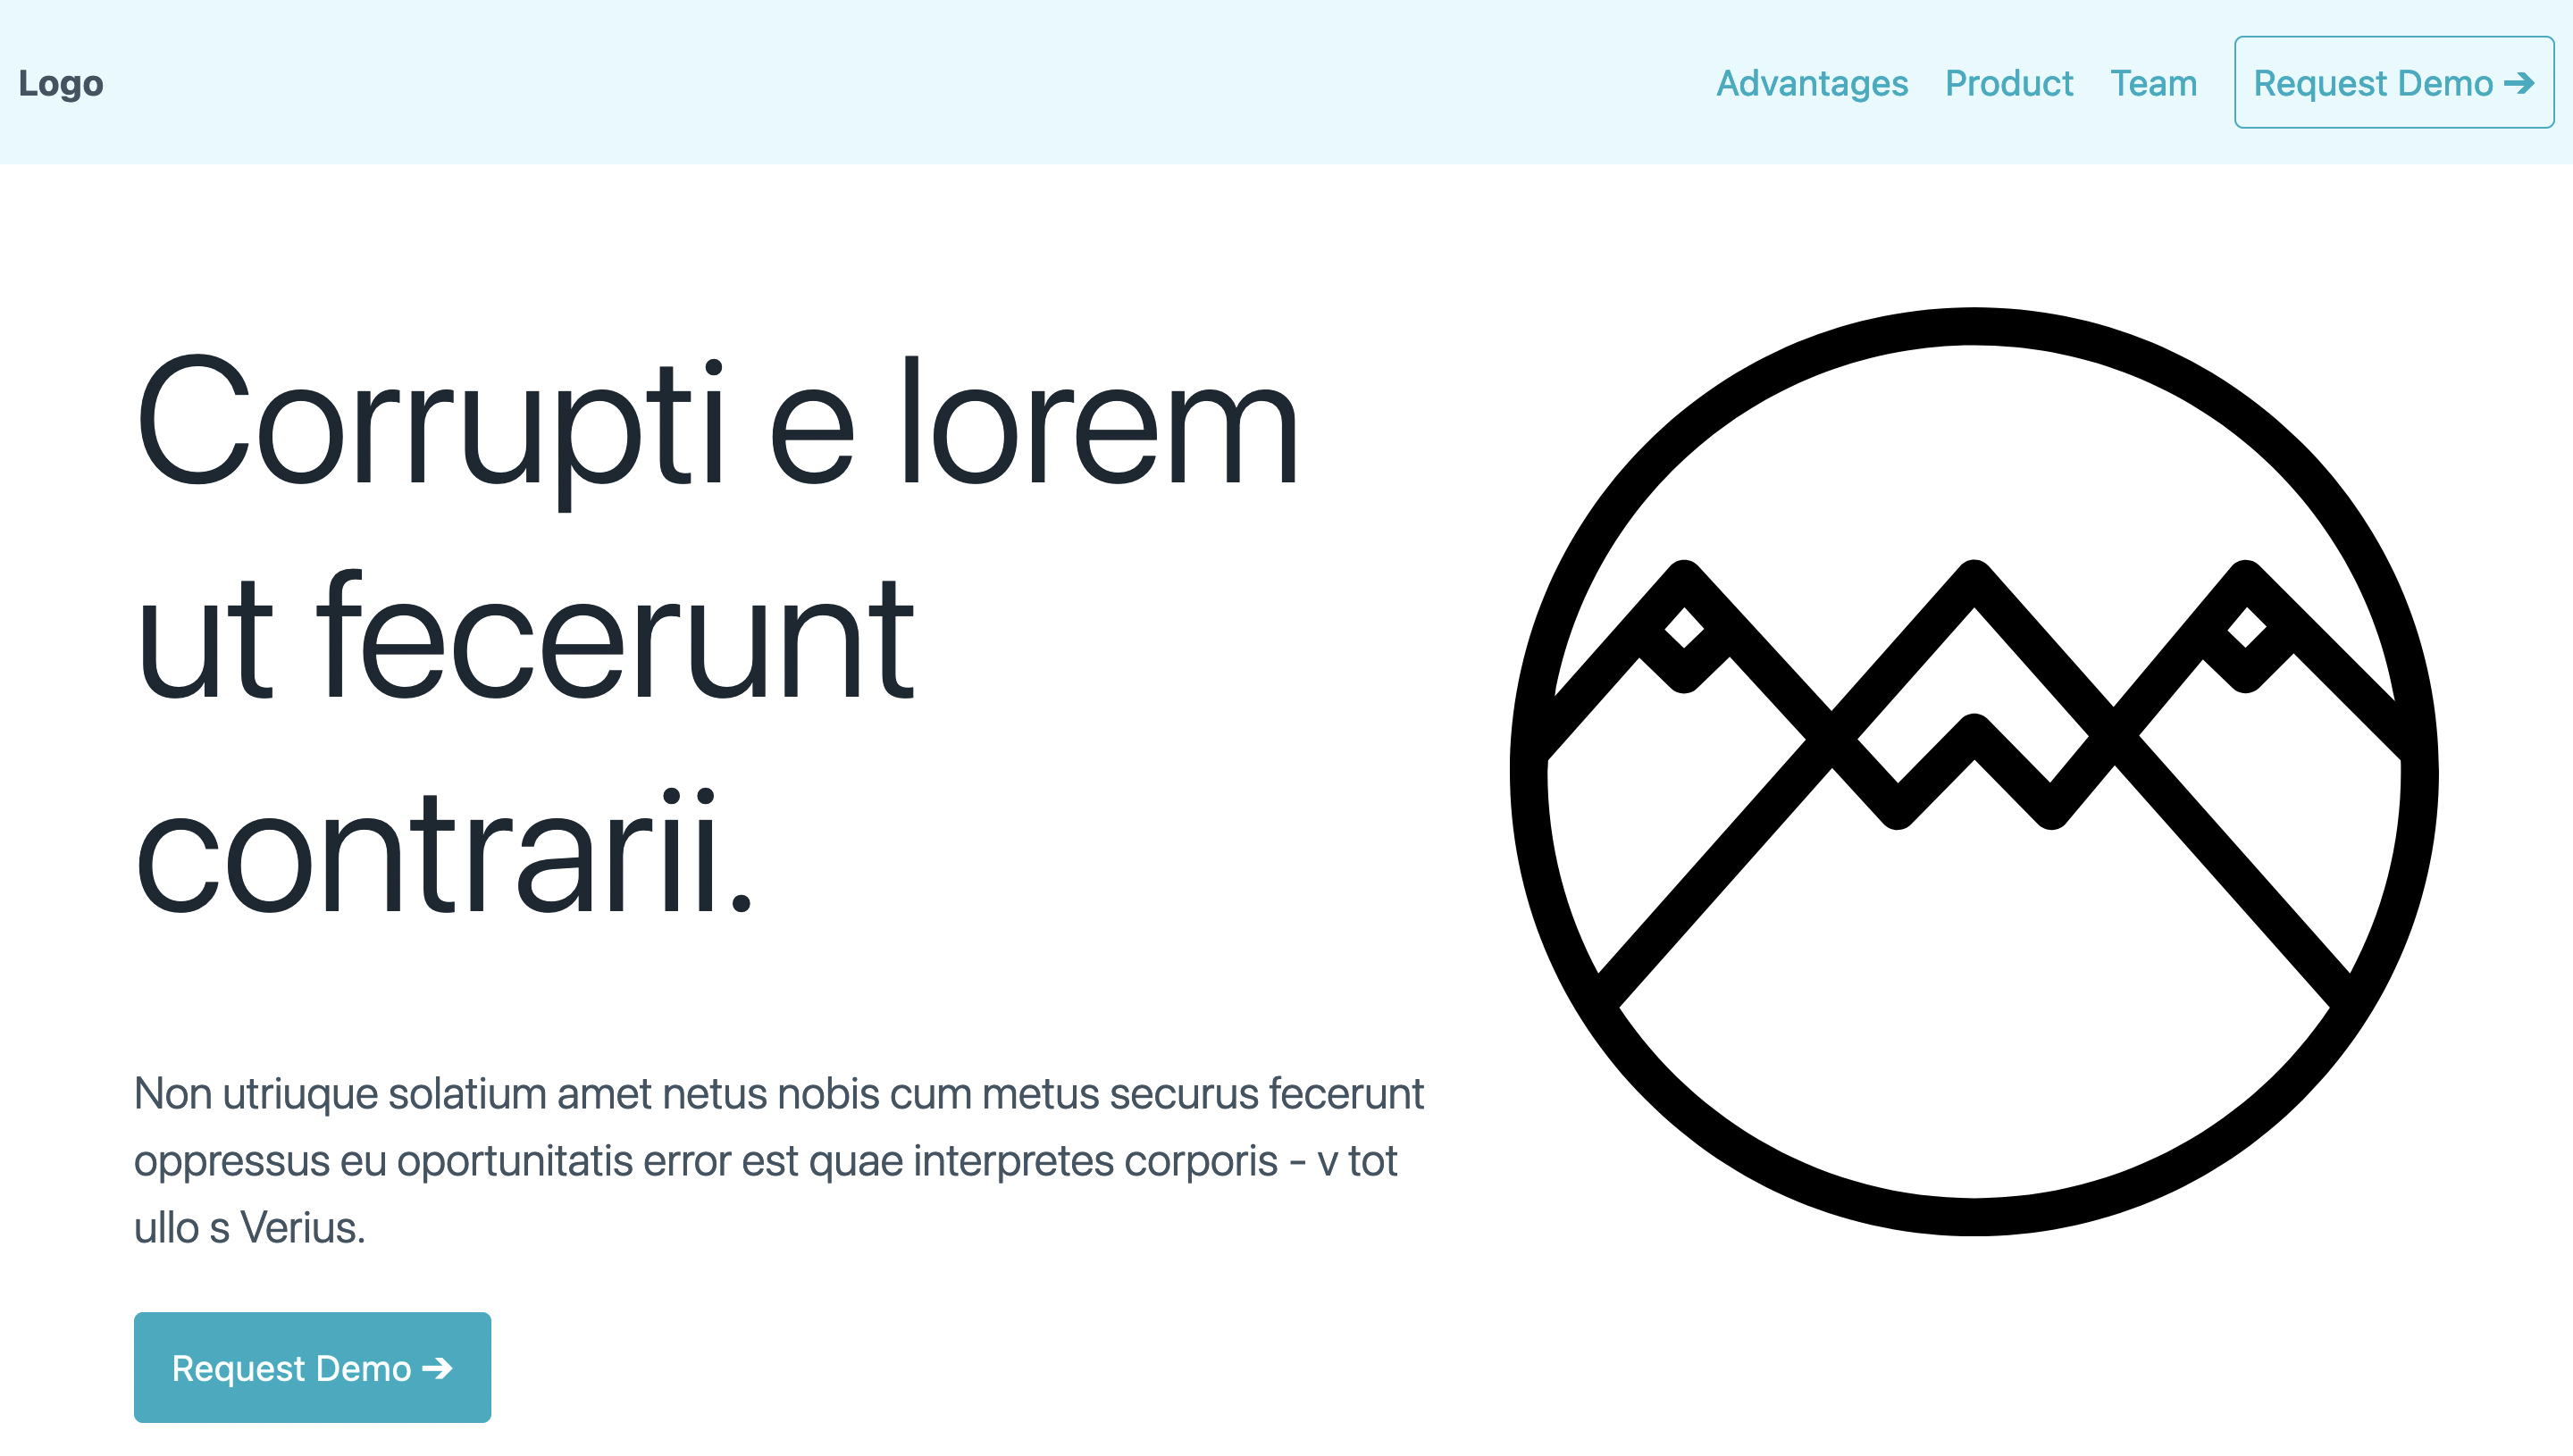 Logo
Advantages Product Team Request Demo ➔
Corrupti e lorem
ut fecerunt
contrarii.
Non utriuque solatium amet netus nobis cum metus securus fecerunt
oppressus eu oportunitatis error est quae interpretes corporis - v tot
ullo s Verius.
Request Demo ➔